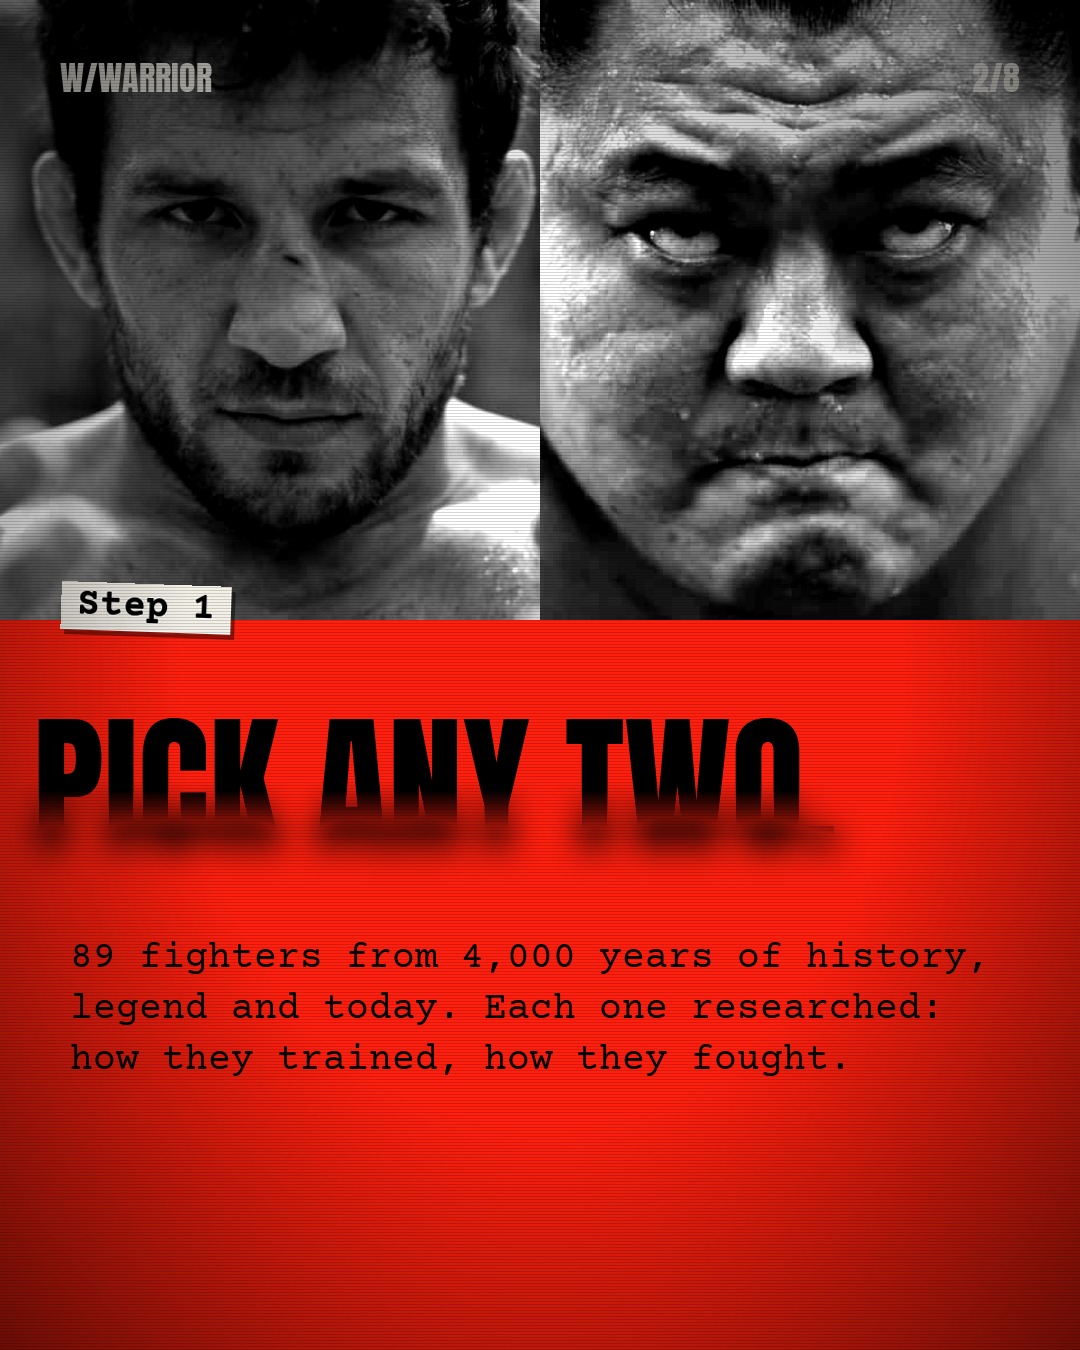 W/WARRIOR
2/8
Step 1
PICK ANY TWO
89 fighters from 4,000 years of history,
legend and today. Each one researched:
how they trained, how they fought.